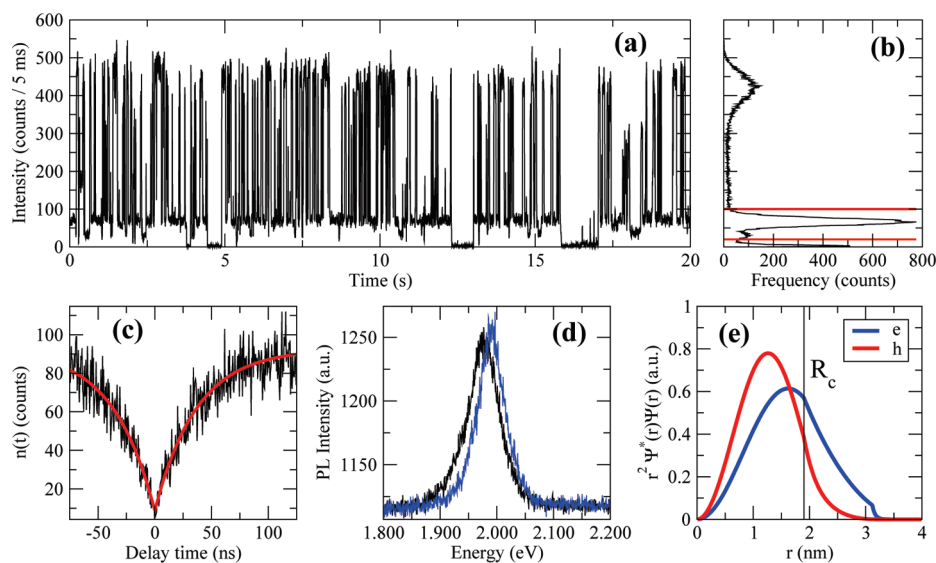 600
500
400
300
200
100
0
Intensity (counts / 5 ms)
(a)
0 5 10 15 20
Time (s)
(b)
0 200 400 600 800
Frequency (counts)
100
80
60
40
20
n(t) (counts)
(c)
-50 0 50 100
Delay time (ns)
1250
1200
1150
PL Intensity (a.u.)
(d)
1.800 1.900 2.000 2.100 2.200
Energy (eV)
1
0.8
0.6
0.4
0.2
0
r² Ψ*(r)Ψ(r) (a.u.)
(e)
e
h
Rc
0 1 2 3 4
r (nm)